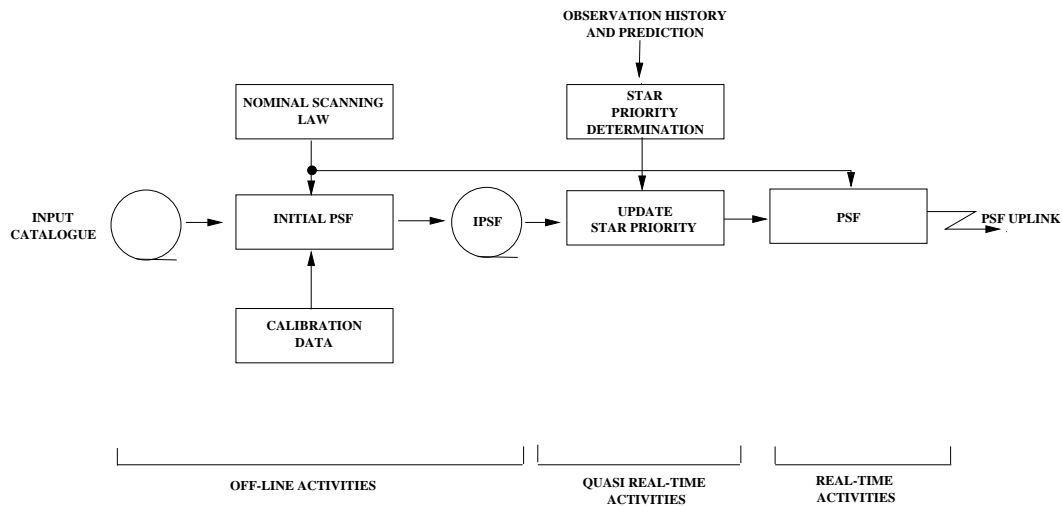 OBSERVATION HISTORY
AND PREDICTION
NOMINAL SCANNING
LAW
STAR
PRIORITY
DETERMINATION
INPUT
CATALOGUE
INITIAL PSF
IPSF
UPDATE
STAR PRIORITY
PSF
PSF UPLINK
CALIBRATION
DATA
OFF-LINE ACTIVITIES
QUASI REAL-TIME
ACTIVITIES
REAL-TIME
ACTIVITIES